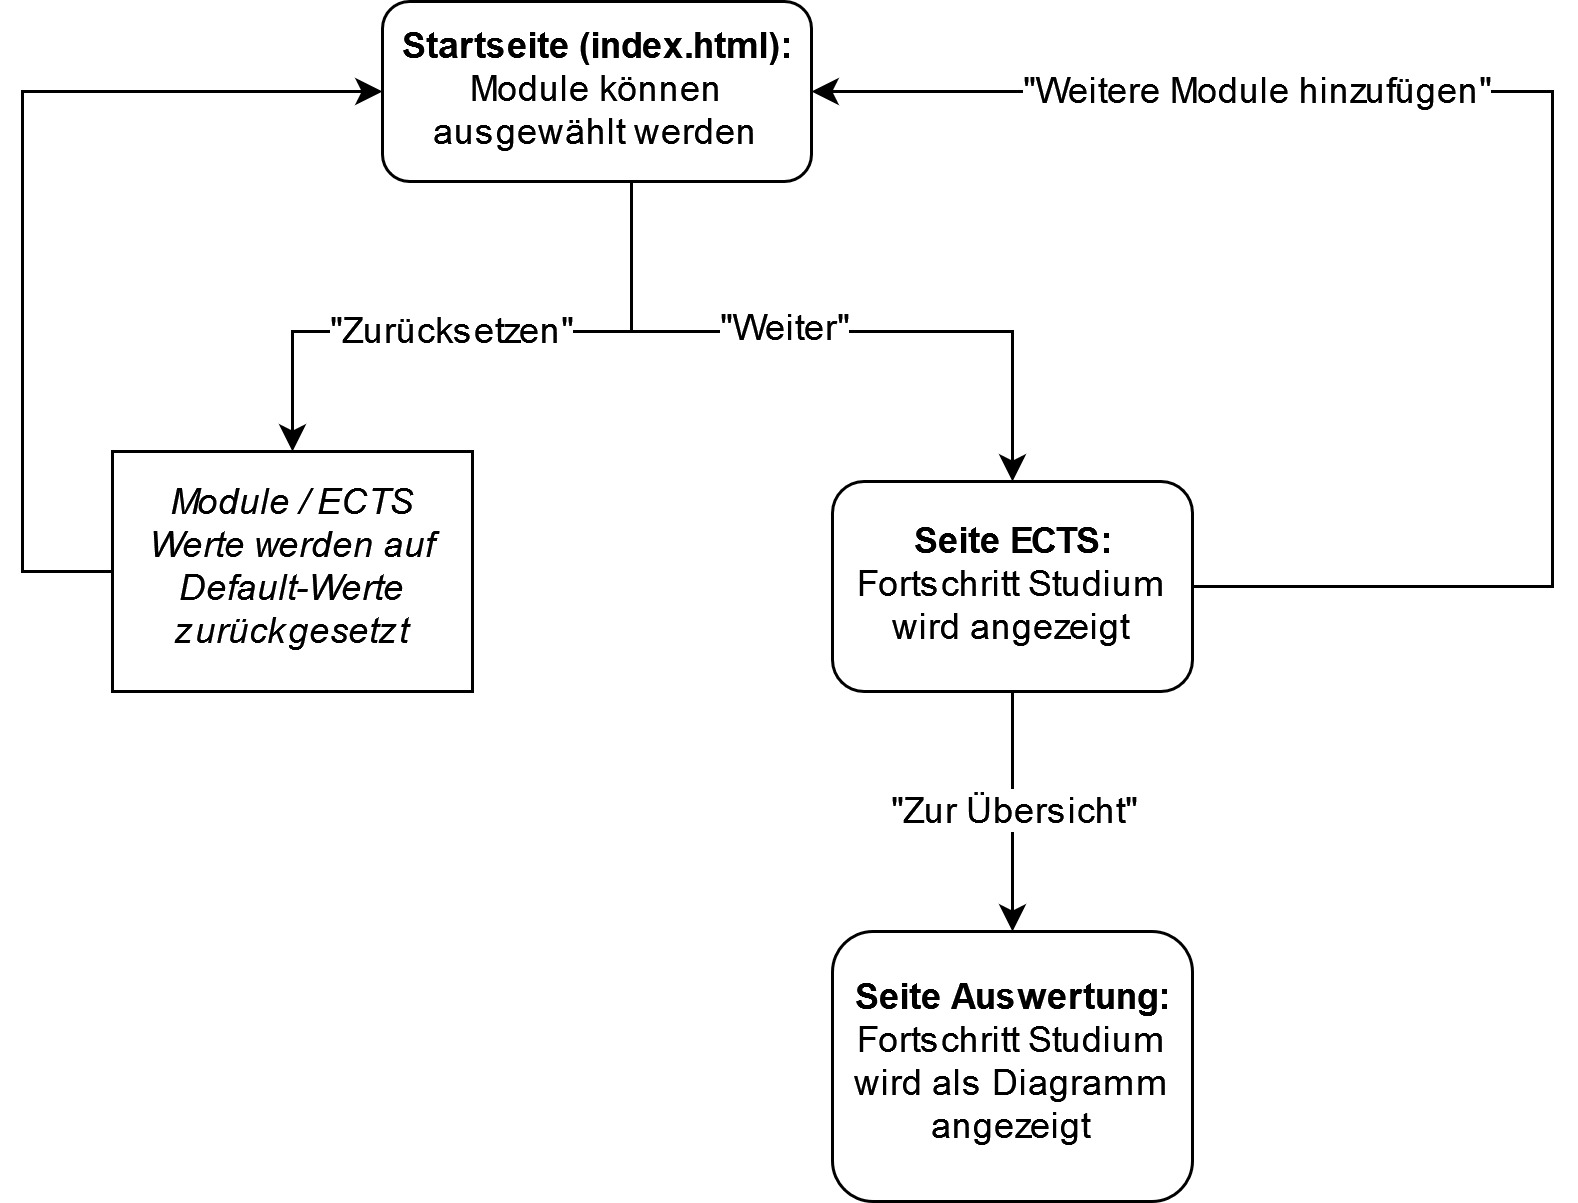 Startseite (index.html):
Module können
ausgewählt werden
"Weitere Module hinzufügen"
"Zurücksetzen"
"Weiter"
Module / ECTS
Werte werden auf
Default-Werte
zurückgesetzt
Seite ECTS:
Fortschritt Studium
wird angezeigt
"Zur Übersicht"
Seite Auswertung:
Fortschritt Studium
wird als Diagramm
angezeigt